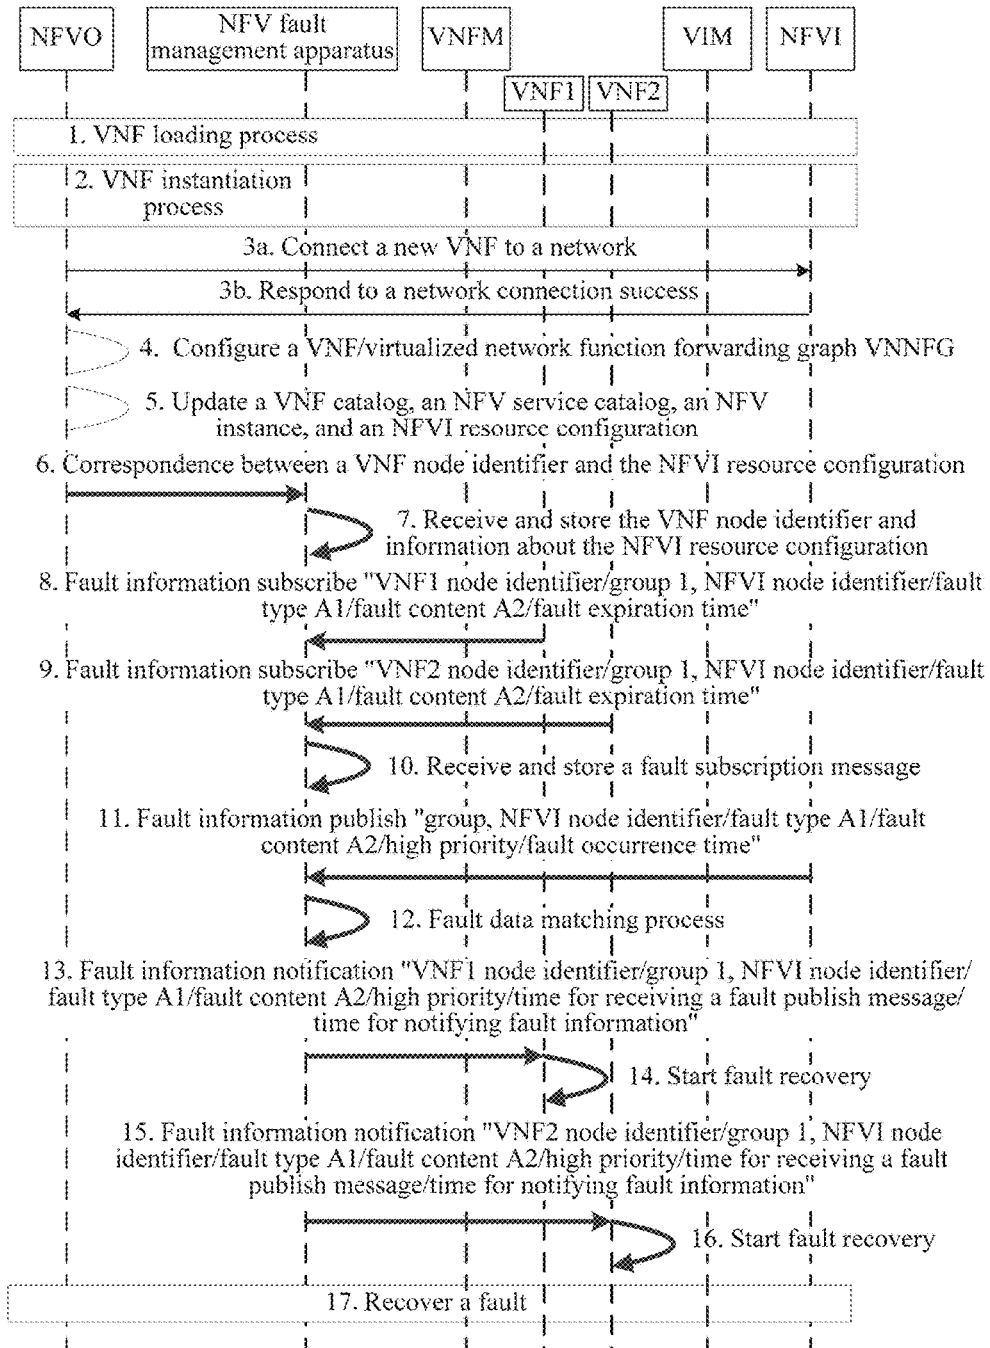 NFVO
NFV fault
management apparatus
VNFM
VIM
NFVI
VNF1
VNF2
1. VNF loading process
2. VNF instantiation
process
3a. Connect a new VNF to a network
3b. Respond to a network connection success
4. Configure a VNF/virtualized network function forwarding graph VNNFG
5. Update a VNF catalog, an NFV service catalog, an NFV
instance, and an NFVI resource configuration
6. Correspondence between a VNF node identifier and the NFVI resource configuration
7. Receive and store the VNF node identifier and
information about the NFVI resource configuration
8. Fault information subscribe "VNF1 node identifier/group 1, NFVI node identifier/fault
type A1/fault content A2/fault expiration time"
9. Fault information subscribe "VNF2 node identifier/group 1, NFVI node identifier/fault
type A1/fault content A2/fault expiration time"
10. Receive and store a fault subscription message
11. Fault information publish "group, NFVI node identifier/fault type A1/fault
content A2/high priority/fault occurrence time"
12. Fault data matching process
13. Fault information notification "VNF1 node identifier/group 1, NFVI node identifier/
fault type A1/fault content A2/high priority/time for receiving a fault publish message/
time for notifying fault information"
14. Start fault recovery
15. Fault information notification "VNF2 node identifier/group 1, NFVI node
identifier/fault type A1/fault content A2/high priority/time for receiving a fault
publish message/time for notifying fault information"
16. Start fault recovery
17. Recover a fault